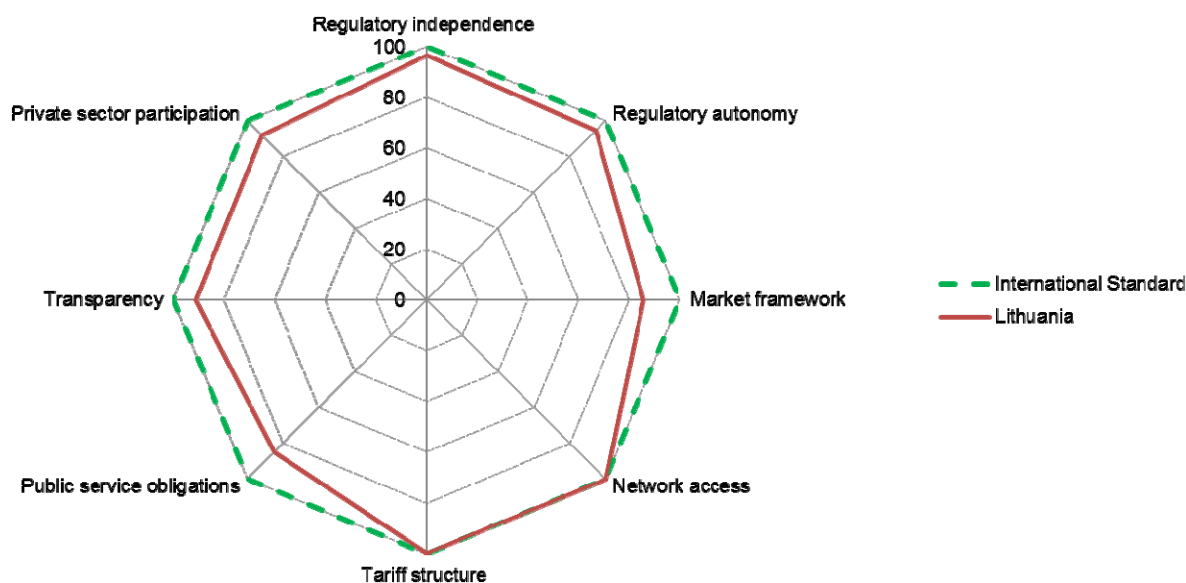 Regulatory independence
100
Private sector participation
Regulatory autonomy
80
60
40
20
Transparency
0
Market framework
International Standard
Lithuania
Public service obligations
Network access
Tariff structure